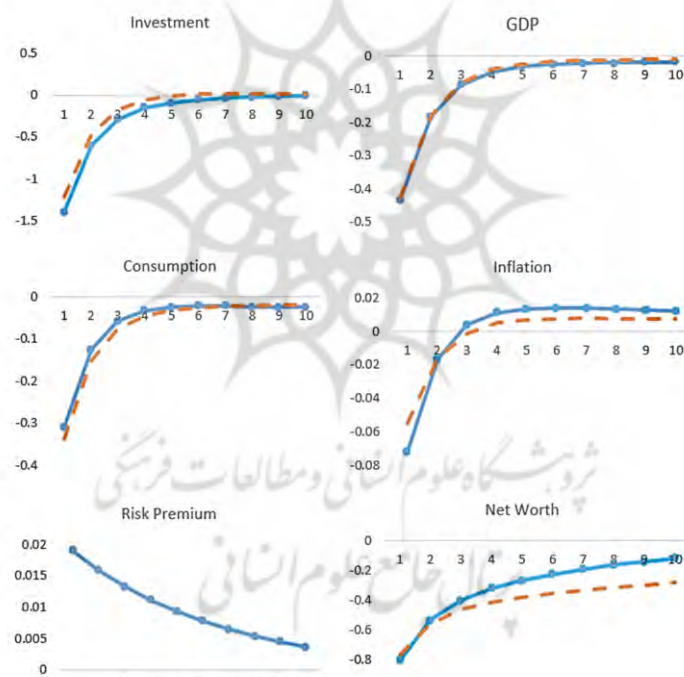 Investment
GDP
0.5
0
-0.5
-1
-1.5
1 2 3 4 5 6 7 8 9 10
0
-0.1
-0.2
-0.3
-0.4
-0.5
1 2 3 4 5 6 7 8 9 10
Consumption
Inflation
0
-0.1
-0.2
-0.3
-0.4
1 2 3 4 5 6 7 8 9 10
0.02
0
-0.02
-0.04
-0.06
-0.08
1 2 3 4 5 6 7 8 9 10
پژوهشگاه علوم انسانی و مطالعات فرهنگی
Risk Premium
Net Worth
0.02
0.015
0.01
0.005
0
0
-0.2
-0.4
-0.6
-0.8
1 2 3 4 5 6 7 8 9 10
پرتال جامع علوم انسانی